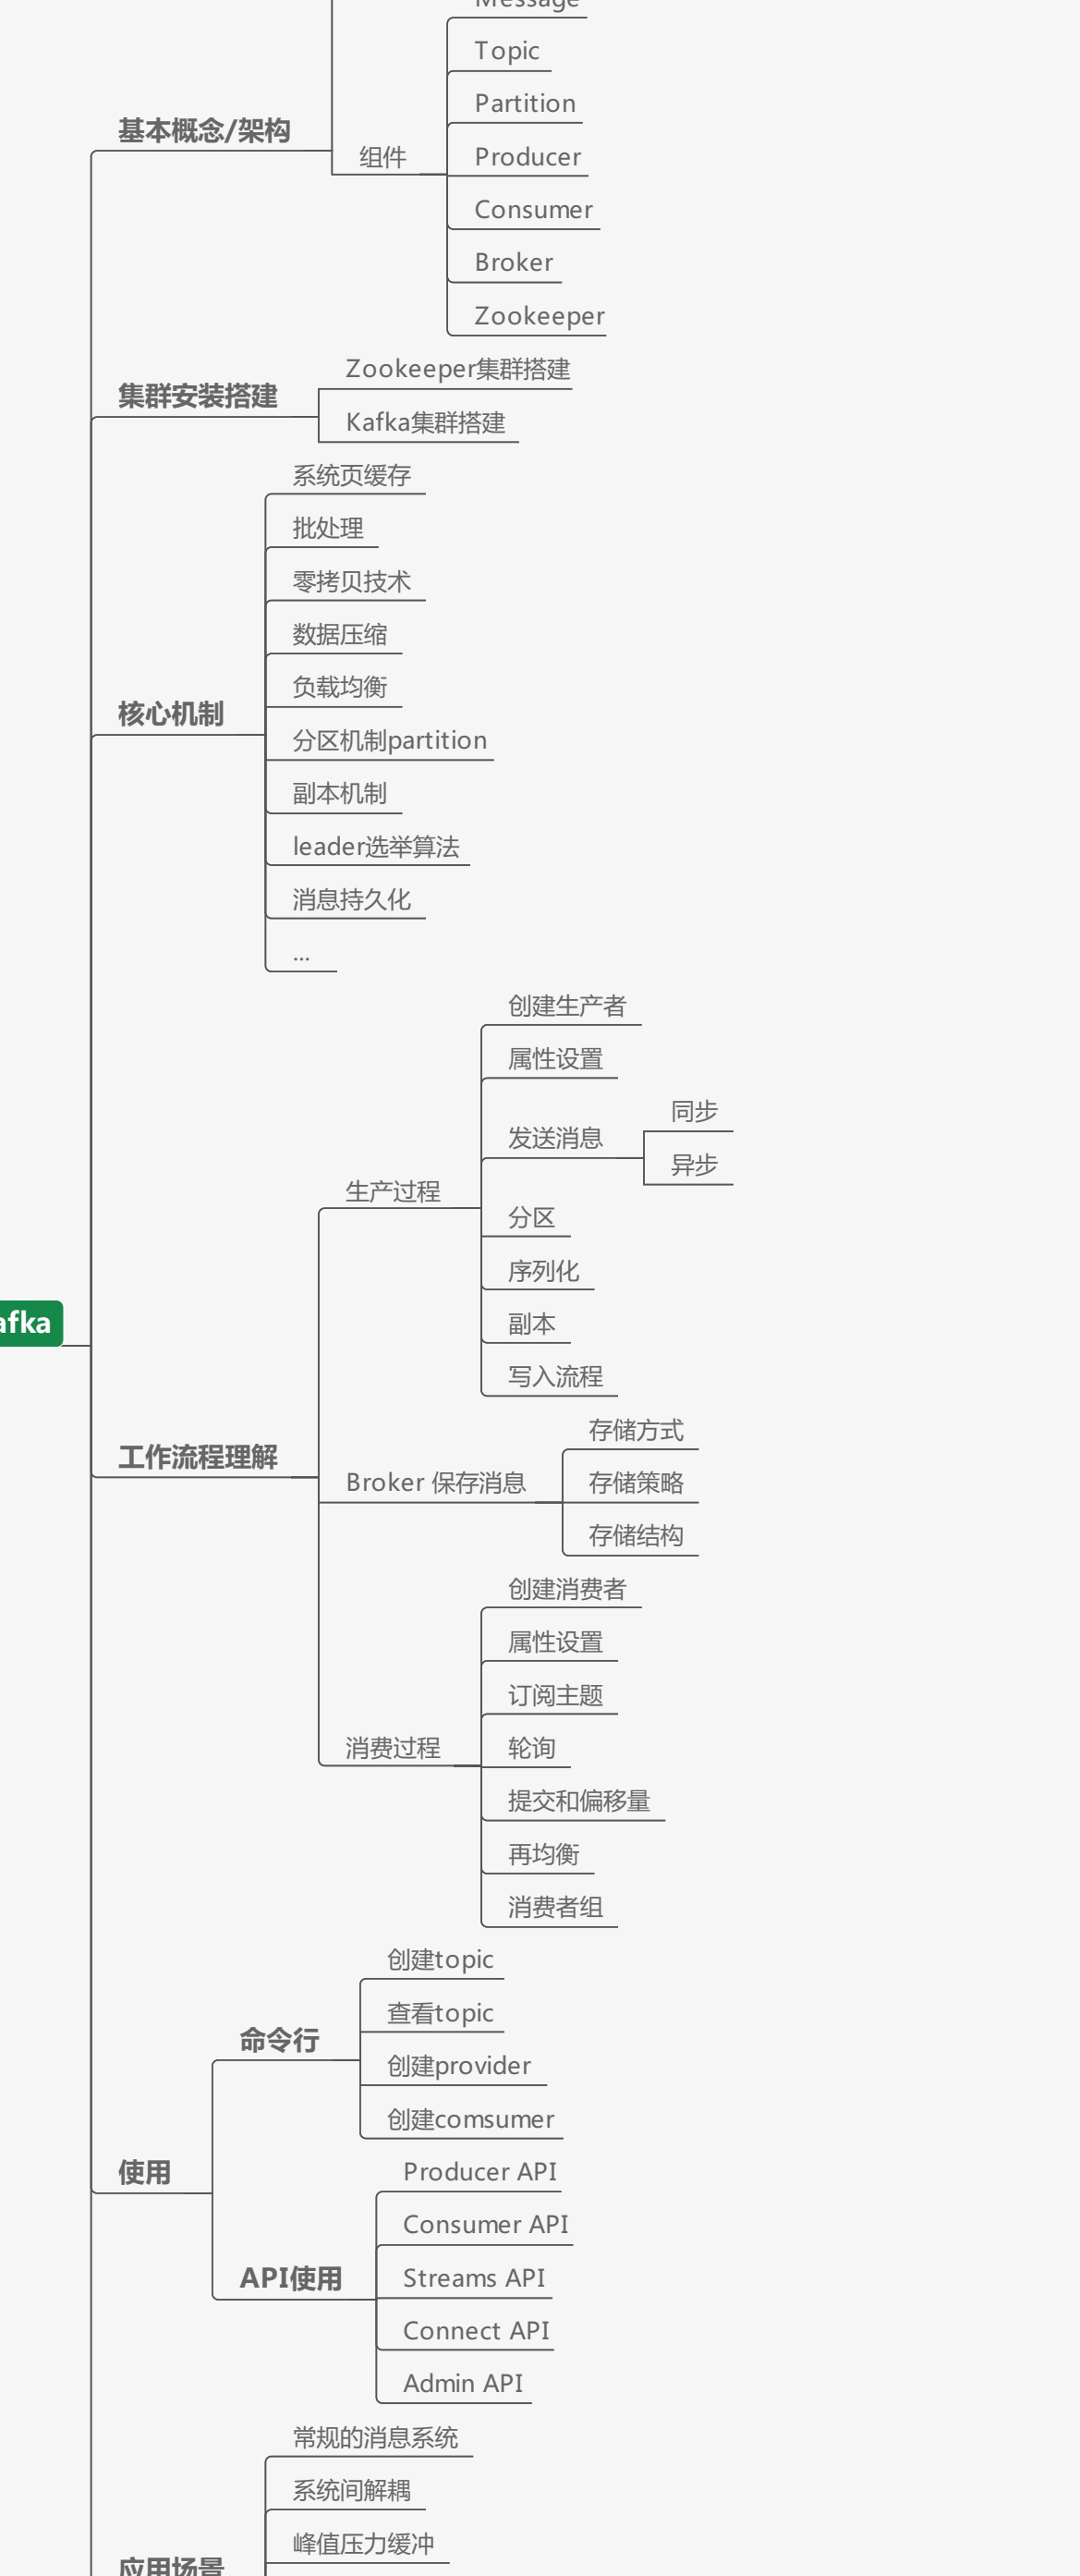 Message
Topic
Partition
基本概念/架构
组件
Producer
Consumer
Broker
Zookeeper
Zookeeper集群搭建
集群安装搭建
Kafka集群搭建
系统页缓存
批处理
零拷贝技术
数据压缩
负载均衡
核心机制
分区机制partition
副本机制
leader选举算法
消息持久化
...
创建生产者
属性设置
同步
发送消息
异步
生产过程
分区
序列化
afka
副本
写入流程
存储方式
工作流程理解
Broker 保存消息
存储策略
存储结构
创建消费者
属性设置
订阅主题
消费过程
轮询
提交和偏移量
再均衡
消费者组
创建topic
查看topic
命令行
创建provider
创建comsumer
使用
Producer API
Consumer API
API使用
Streams API
Connect API
Admin API
常规的消息系统
系统间解耦
峰值压力缓冲
应用场景